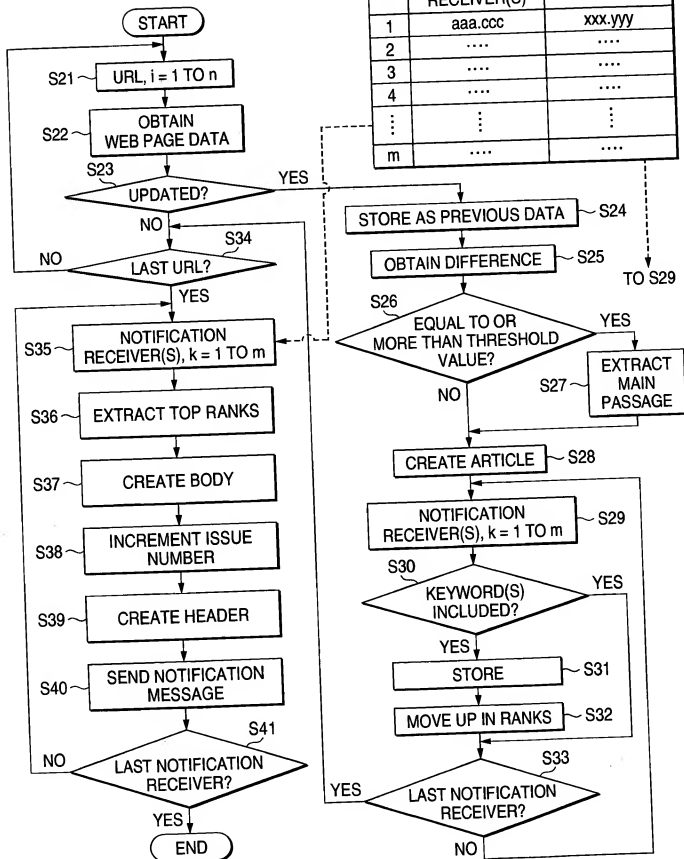 RECEIVER(S)
1 aaa.ccc xxx.yyy
2 .... ....
3 .... ....
4 .... ....
⋮ ⋮ ⋮
m .... ....
START
S21 URL, i = 1 TO n
S22 OBTAIN
WEB PAGE DATA
S23
UPDATED?
YES
NO
S34
LAST URL?
NO
YES
S35 NOTIFICATION
RECEIVER(S), k = 1 TO m
S36 EXTRACT TOP RANKS
S37 CREATE BODY
S38 INCREMENT ISSUE
NUMBER
S39 CREATE HEADER
S40 SEND NOTIFICATION
MESSAGE
S41
LAST NOTIFICATION
RECEIVER?
NO
YES
END
STORE AS PREVIOUS DATA S24
OBTAIN DIFFERENCE S25
TO S29
S26
EQUAL TO OR
MORE THAN THRESHOLD
VALUE?
YES
NO
S27 EXTRACT
MAIN
PASSAGE
CREATE ARTICLE S28
NOTIFICATION
RECEIVER(S), k = 1 TO m
S29
S30
KEYWORD(S)
INCLUDED?
YES
YES
STORE S31
MOVE UP IN RANKS S32
S33
LAST NOTIFICATION
RECEIVER?
YES
NO